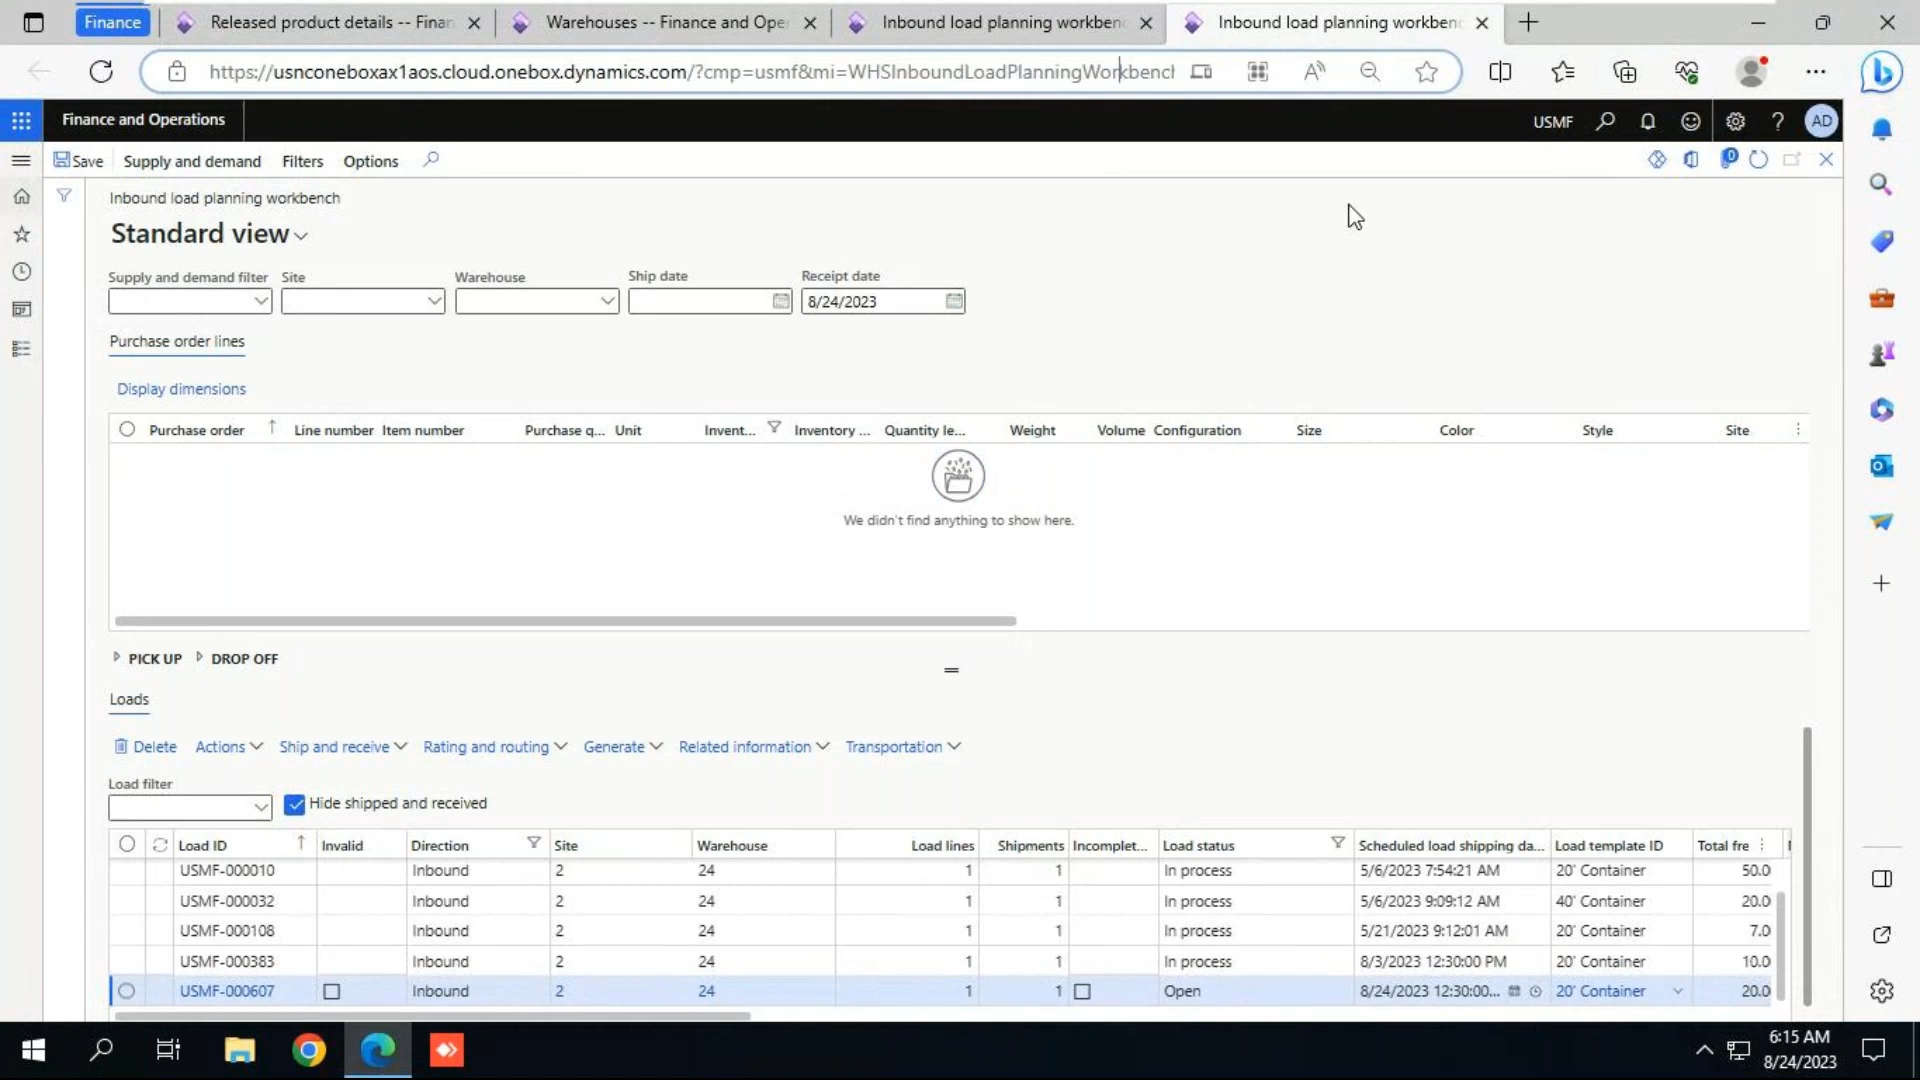 Finance
Released product details -- Finan
Warehouses -- Finance and Ope
Inbound load planning workben
Inbound load planning workben
https://usnconeboxax1aos.cloud.onebox.dynamics.com/?cmp=usmf&mi=WHSInboundLoadPlanningWorkbench
Finance and Operations
USMF
AD
Save Supply and demand Filters Options
0
Inbound load planning workbench
Standard view
Supply and demand filter Site Warehouse Ship date Receipt date
8/24/2023
Purchase order lines
Display dimensions
Purchase order Line number Item number Purchase q... Unit Invent... Inventory ... Quantity le... Weight Volume Configuration Size Color Style Site
We didn't find anything to show here.
PICK UP DROP OFF
Loads
Delete Actions Ship and receive Rating and routing Generate Related information Transportation
Load filter
Hide shipped and received
Load ID Invalid Direction Site Warehouse Load lines Shipments Incomplet... Load status Scheduled load shipping da... Load template ID Total fre
USMF-000010 Inbound 2 24 1 1 In process 5/6/2023 7:54:21 AM 20' Container 50.0
USMF-000032 Inbound 2 24 1 1 In process 5/6/2023 9:09:12 AM 40' Container 20.0
USMF-000108 Inbound 2 24 1 1 In process 5/21/2023 9:12:01 AM 20' Container 7.0
USMF-000383 Inbound 2 24 1 1 In process 8/3/2023 12:30:00 PM 20' Container 10.0
USMF-000607 Inbound 2 24 1 1 Open 8/24/2023 12:30:00... 20' Container 20.0
6:15 AM
8/24/2023